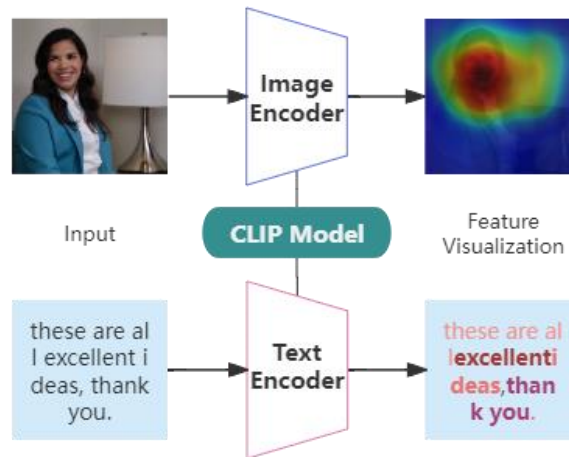 Image
Encoder
Input
CLIP Model
Feature
Visualization
these are al
l excellent i
deas, thank
you.
Text
Encoder
these are al
lexcellenti
deas,than
k you.